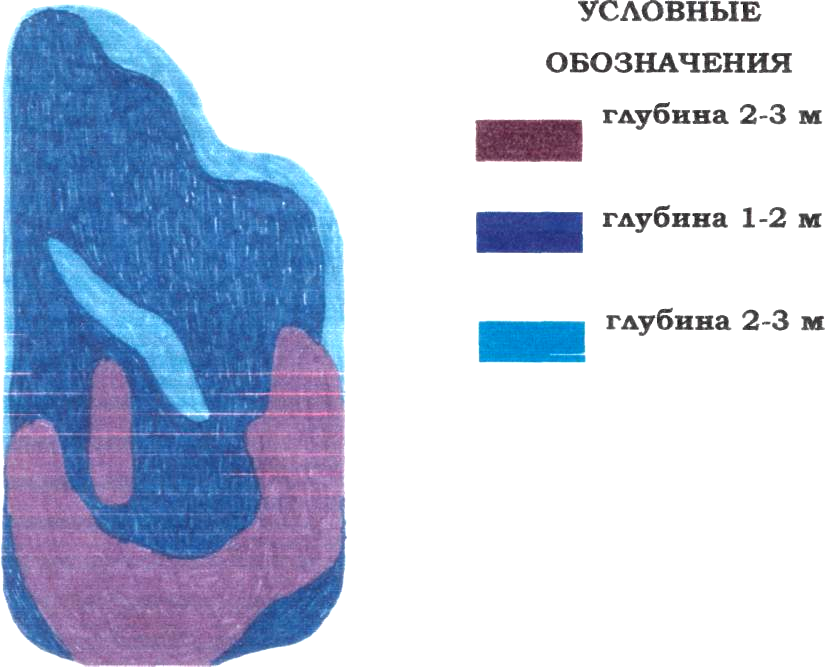 УСЛОВНЫЕ
ОБОЗНАЧЕНИЯ
глубина 2-3 м
глубина 1-2 м
глубина 2-3 м